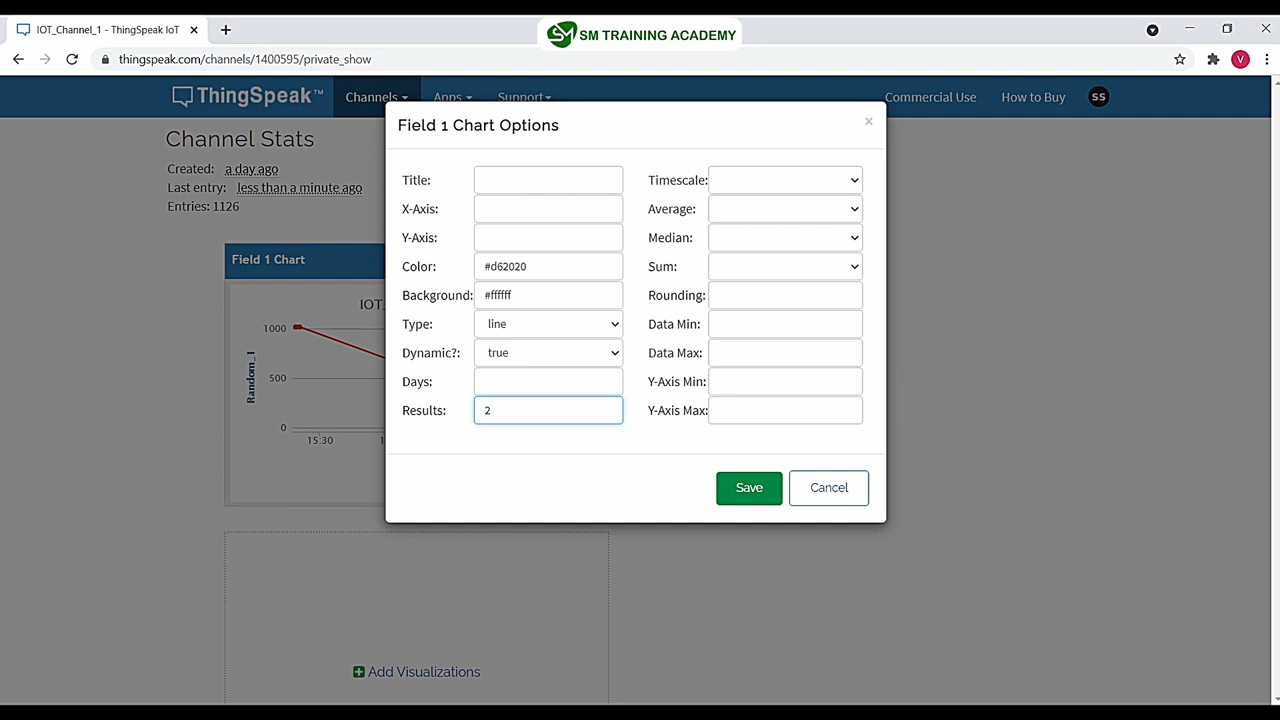 IOT_Channel_1 - ThingSpeak IoT
SM TRAINING ACADEMY
thingspeak.com/channels/1400595/private_show
V
ThingSpeak™
Channels
Apps
Support
Commercial Use
How to Buy
SS
Channel Stats
Created: a day ago
Last entry: less than a minute ago
Entries: 1126
Field 1 Chart
IOT_
1000
500
0
Random_1
15:30
1
Add Visualizations
Field 1 Chart Options
×
Title:
X-Axis:
Y-Axis:
Color: #d62020
Background: #ffffff
Type: line
Dynamic?: true
Days:
Results: 2
Timescale:
Average:
Median:
Sum:
Rounding:
Data Min:
Data Max:
Y-Axis Min:
Y-Axis Max:
Save
Cancel